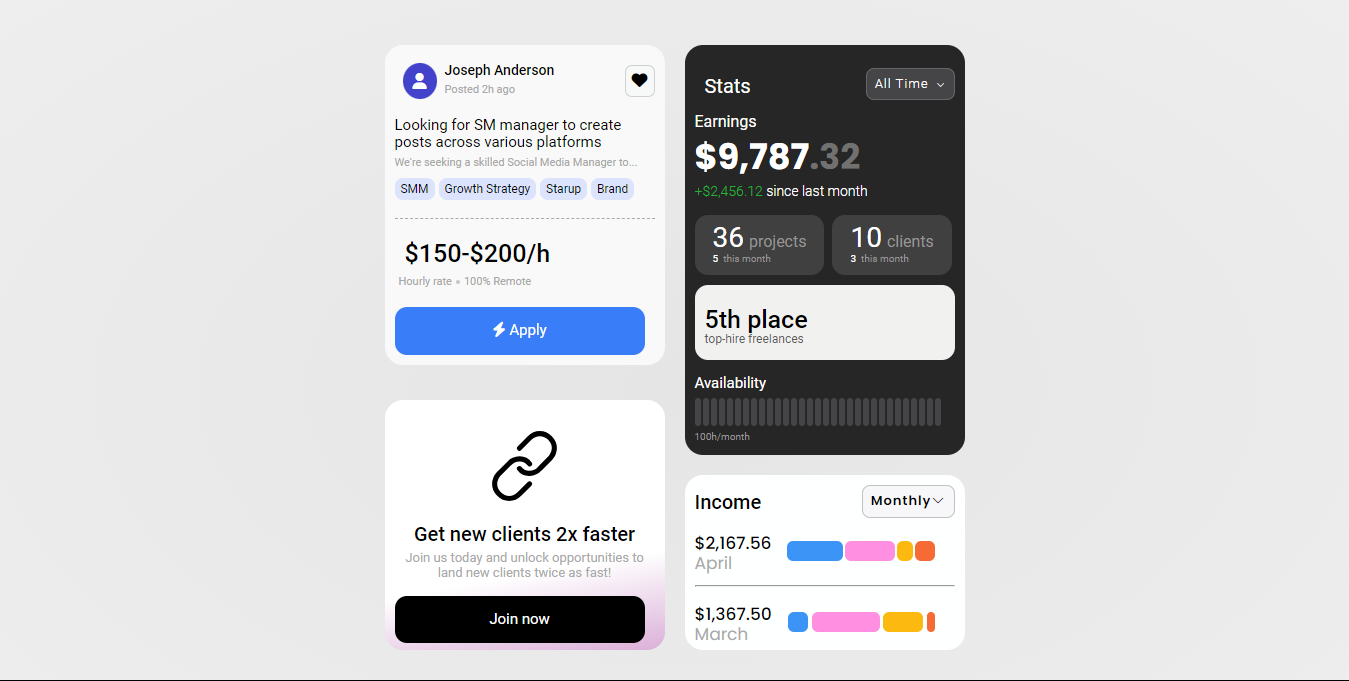 Joseph Anderson
Posted 2h ago
Looking for SM manager to create
posts across various platforms
We're seeking a skilled Social Media Manager to...
SMM Growth Strategy Starup Brand
$150-$200/h
Hourly rate • 100% Remote
Apply
Get new clients 2x faster
Join us today and unlock opportunities to
land new clients twice as fast!
Join now
Stats All Time
Earnings
$9,787.32
+$2,456.12 since last month
36 projects
5 this month
10 clients
3 this month
5th place
top-hire freelances
Availability
100h/month
Income Monthly
$2,167.56
April
$1,367.50
March